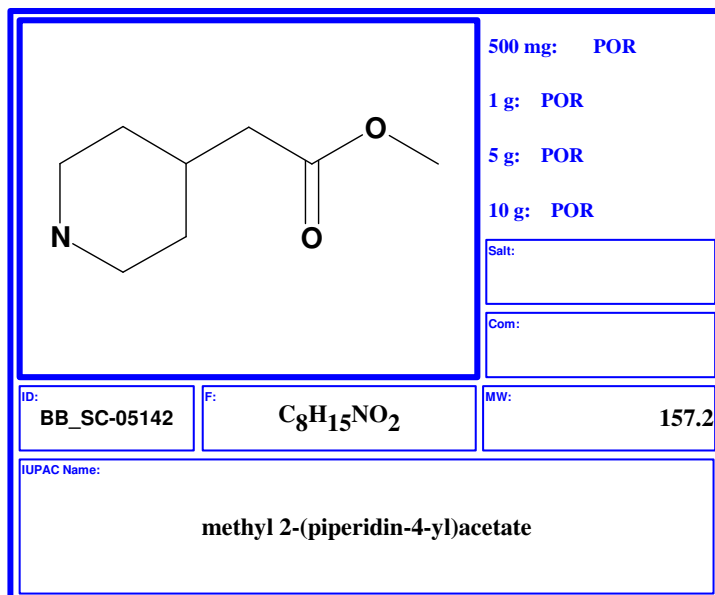 500 mg: POR
1 g: POR
5 g: POR
10 g: POR
O
O
N
Salt:
Com:
ID:
BB_SC-05142
F:
C8H15NO2
MW:
157.2
IUPAC Name:
methyl 2-(piperidin-4-yl)acetate